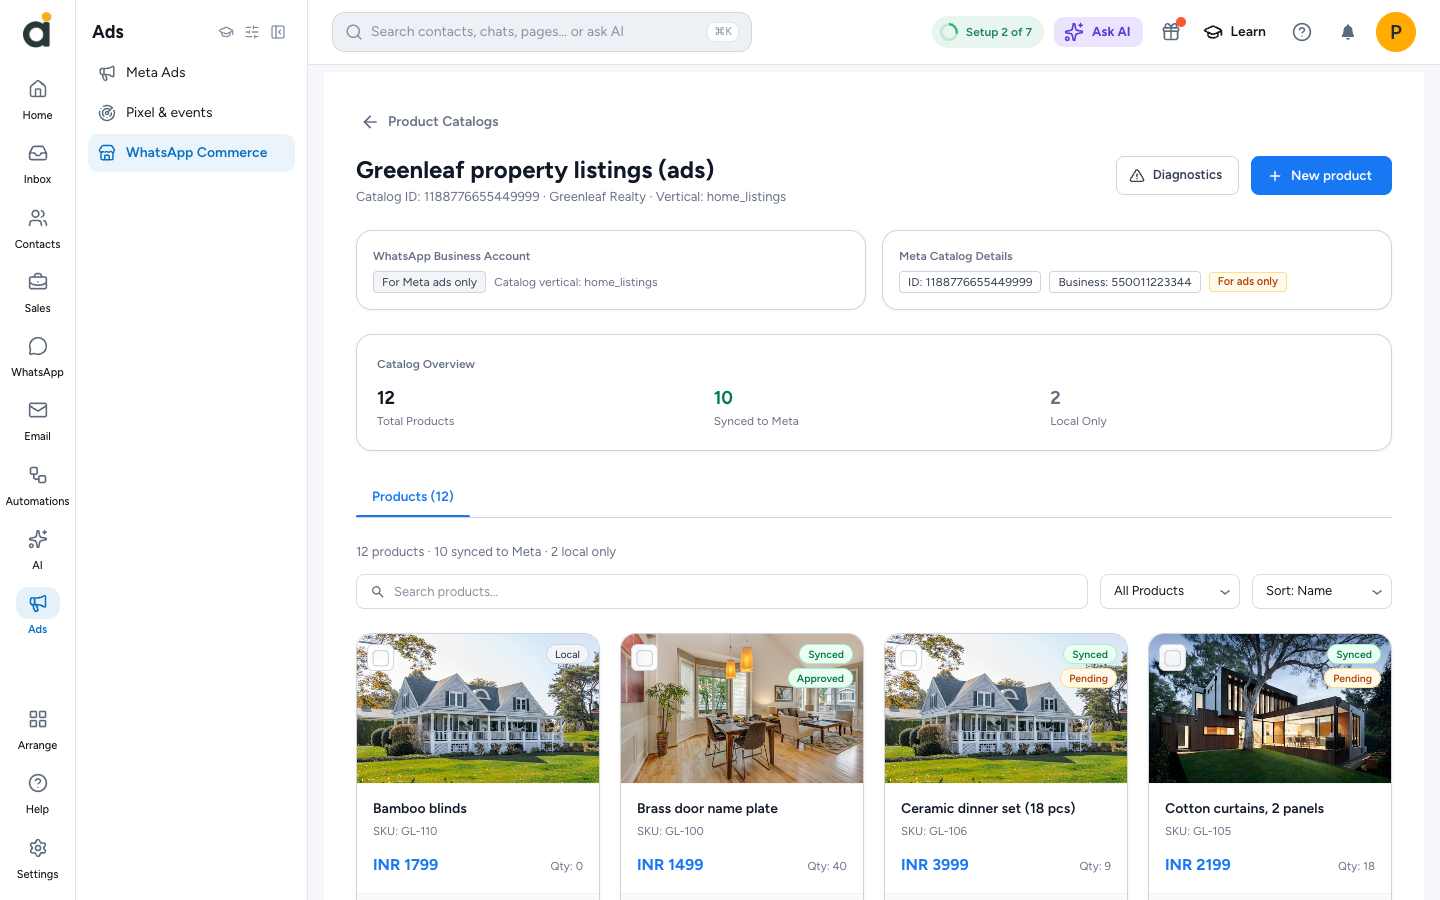 Ads
Search contacts, chats, pages... or ask AI
⌘K
Setup 2 of 7
Ask AI
Learn
P
Home
Inbox
Contacts
Sales
WhatsApp
Email
Automations
AI
Ads
Arrange
Help
Settings
Meta Ads
Pixel & events
WhatsApp Commerce
Product Catalogs
Greenleaf property listings (ads)
Catalog ID: 1188776655449999 · Greenleaf Realty · Vertical: home_listings
Diagnostics
New product
WhatsApp Business Account
For Meta ads only
Catalog vertical: home_listings
Meta Catalog Details
ID: 1188776655449999
Business: 550011223344
For ads only
Catalog Overview
12
Total Products
10
Synced to Meta
2
Local Only
Products (12)
12 products · 10 synced to Meta · 2 local only
Search products...
All Products
Sort: Name
Local
Bamboo blinds
SKU: GL-110
INR 1799
Qty: 0
Synced
Approved
Brass door name plate
SKU: GL-100
INR 1499
Qty: 40
Synced
Pending
Ceramic dinner set (18 pcs)
SKU: GL-106
INR 3999
Qty: 9
Synced
Pending
Cotton curtains, 2 panels
SKU: GL-105
INR 2199
Qty: 18